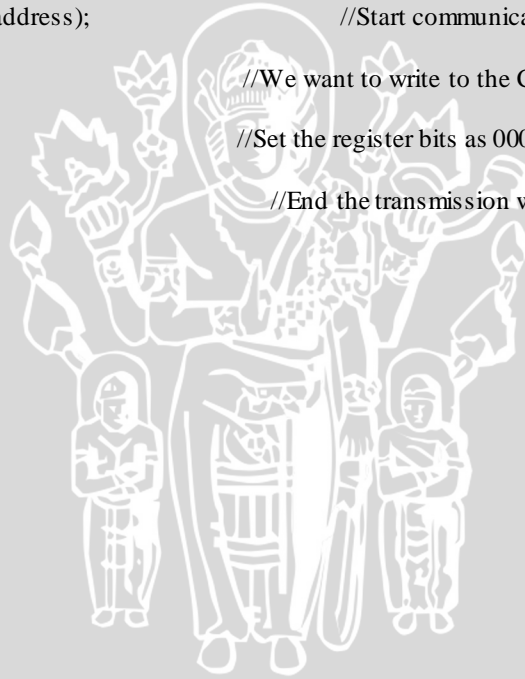 address); //Start communica
//We want to write to the C
//Set the register bits as 000
//End the transmission w